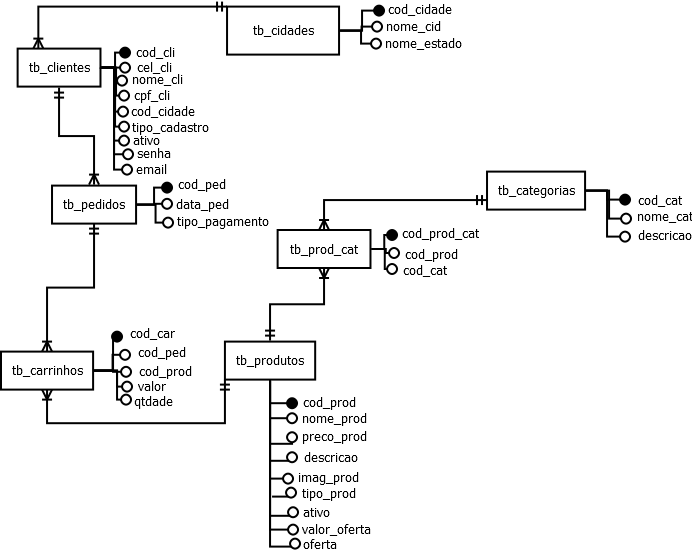 tb_cidades
cod_cidade
nome_cid
nome_estado
tb_clientes
cod_cli
cel_cli
nome_cli
cpf_cli
cod_cidade
tipo_cadastro
ativo
senha
email
tb_pedidos
cod_ped
data_ped
tipo_pagamento
tb_categorias
cod_cat
nome_cat
descricao
tb_prod_cat
cod_prod_cat
cod_prod
cod_cat
tb_carrinhos
cod_car
cod_ped
cod_prod
valor
qtdade
tb_produtos
cod_prod
nome_prod
preco_prod
descricao
imag_prod
tipo_prod
ativo
valor_oferta
oferta